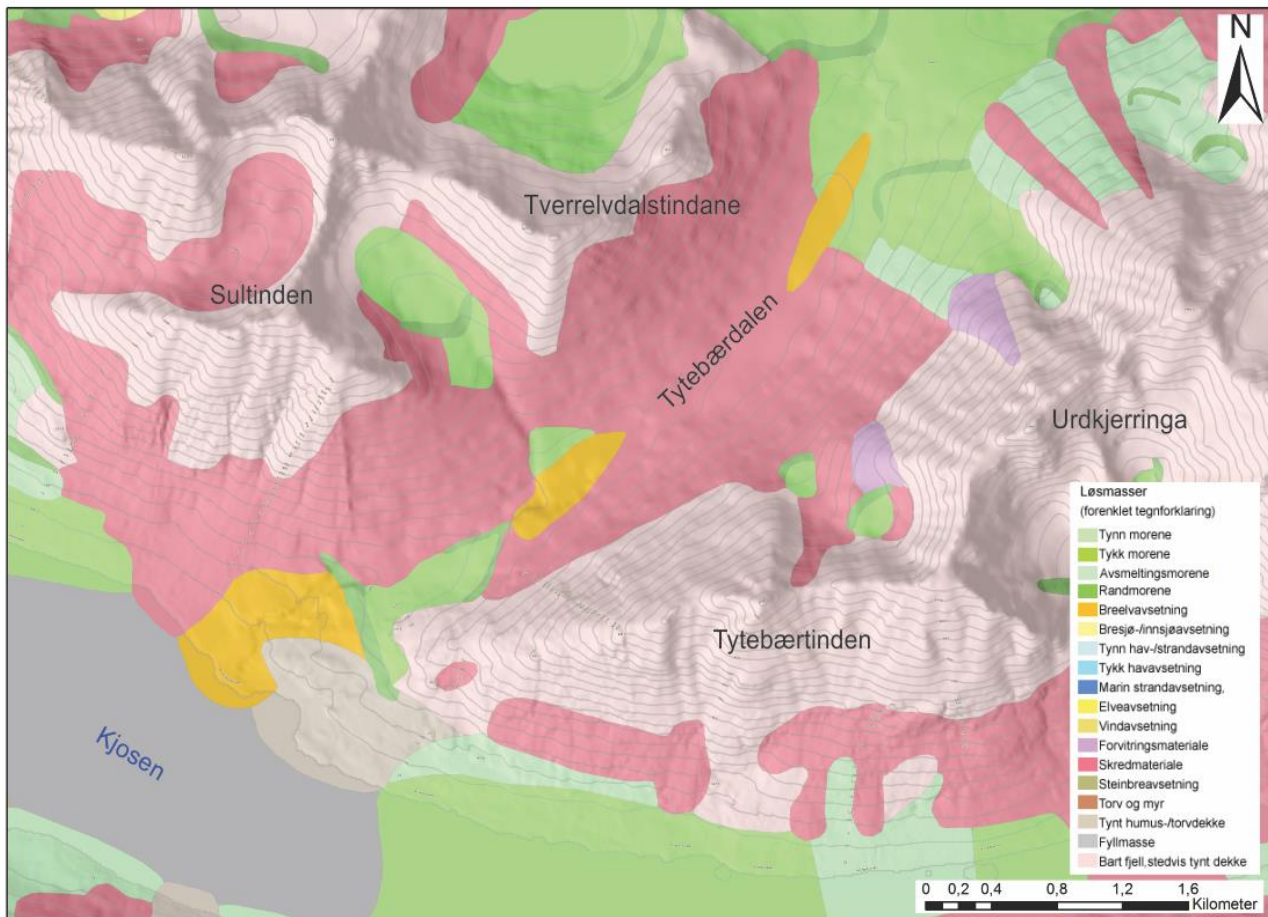 N
Tverrelvdalstindane
Sultinden
Tytebærdalen
Urdkjerringa
Tytebærtinden
Kjosen
Løsmasser
(forenklet tegnforklaring)
Tynn morene
Tykk morene
Avsmeltingsmorene
Randmorene
Breelvavsetning
Bresjø-/innsjøavsetning
Tynn hav-/strandavsetning
Tykk havavsetning
Marin strandavsetning,
Elveavsetning
Vindavsetning
Forvitringsmateriale
Skredmateriale
Steinbreavsetning
Torv og myr
Tynt humus-/torvdekke
Fyllmasse
Bart fjell,stedvis tynt dekke
0 0,2 0,4 0,8 1,2 1,6
Kilometer